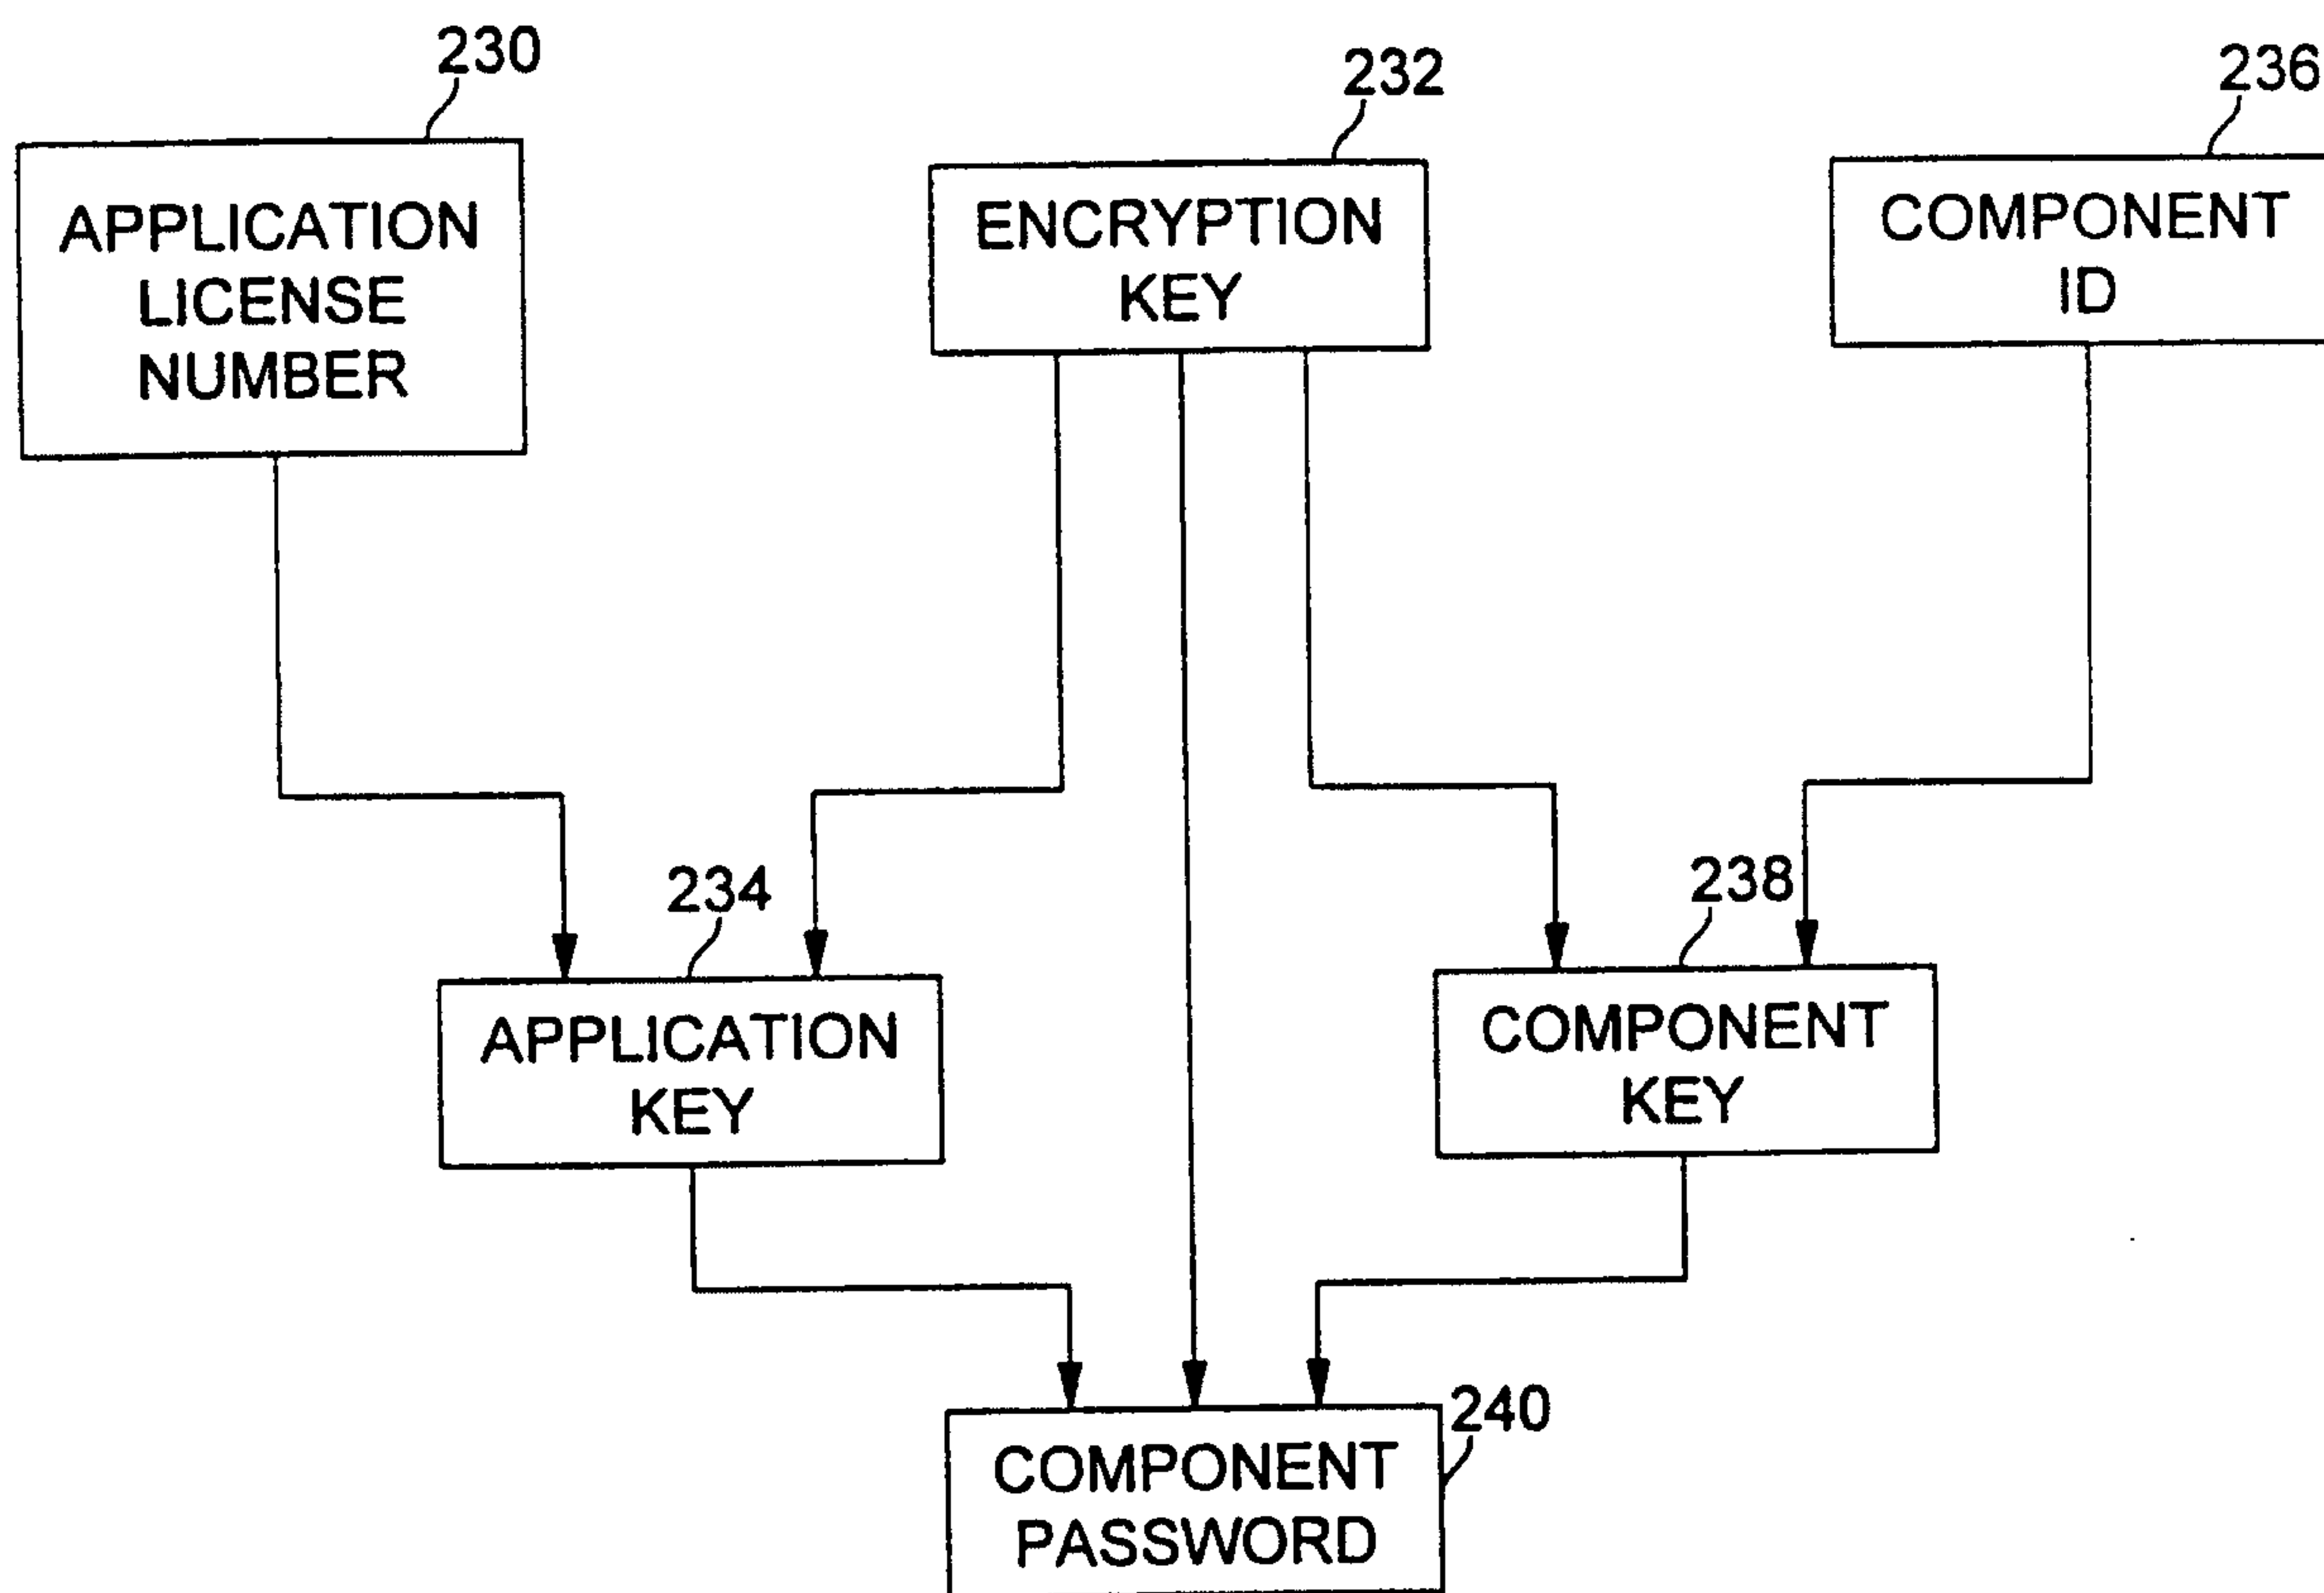 230
232
236
APPLICATION
LICENSE
NUMBER
ENCRYPTION
KEY
COMPONENT
ID
234
238
APPLICATION
KEY
COMPONENT
KEY
240
COMPONENT
PASSWORD